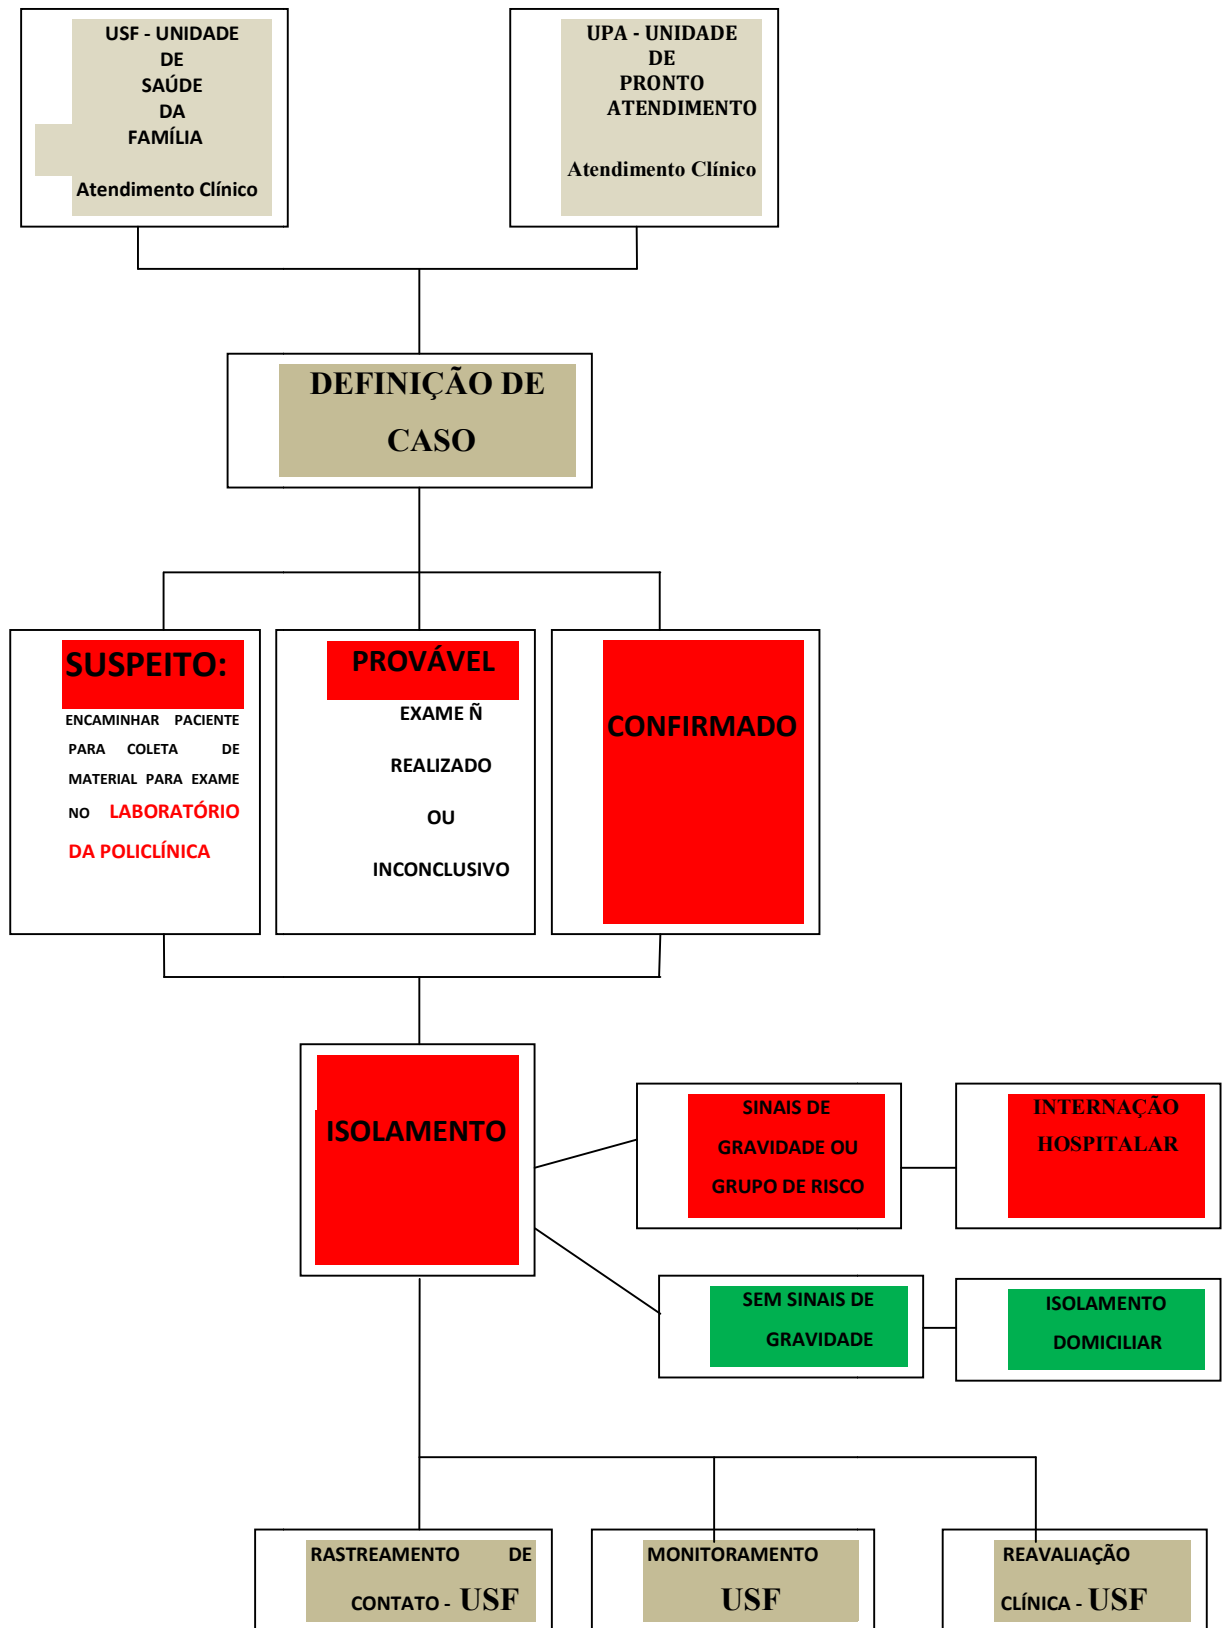 USF - UNIDADE
DE
SAÚDE
DA
FAMÍLIA
Atendimento Clínico
UPA - UNIDADE
DE
PRONTO
ATENDIMENTO
Atendimento Clínico
DEFINIÇÃO DE
CASO
SUSPEITO:
ENCAMINHAR PACIENTE
PARA COLETA DE
MATERIAL PARA EXAME
NO LABORATÓRIO
DA POLICLÍNICA
PROVÁVEL
EXAME Ñ
REALIZADO
OU
INCONCLUSIVO
CONFIRMADO
ISOLAMENTO
SINAIS DE
GRAVIDADE OU
GRUPO DE RISCO
INTERNAÇÃO
HOSPITALAR
SEM SINAIS DE
GRAVIDADE
ISOLAMENTO
DOMICILIAR
RASTREAMENTO DE
CONTATO - USF
MONITORAMENTO
USF
REAVALIAÇÃO
CLÍNICA - USF